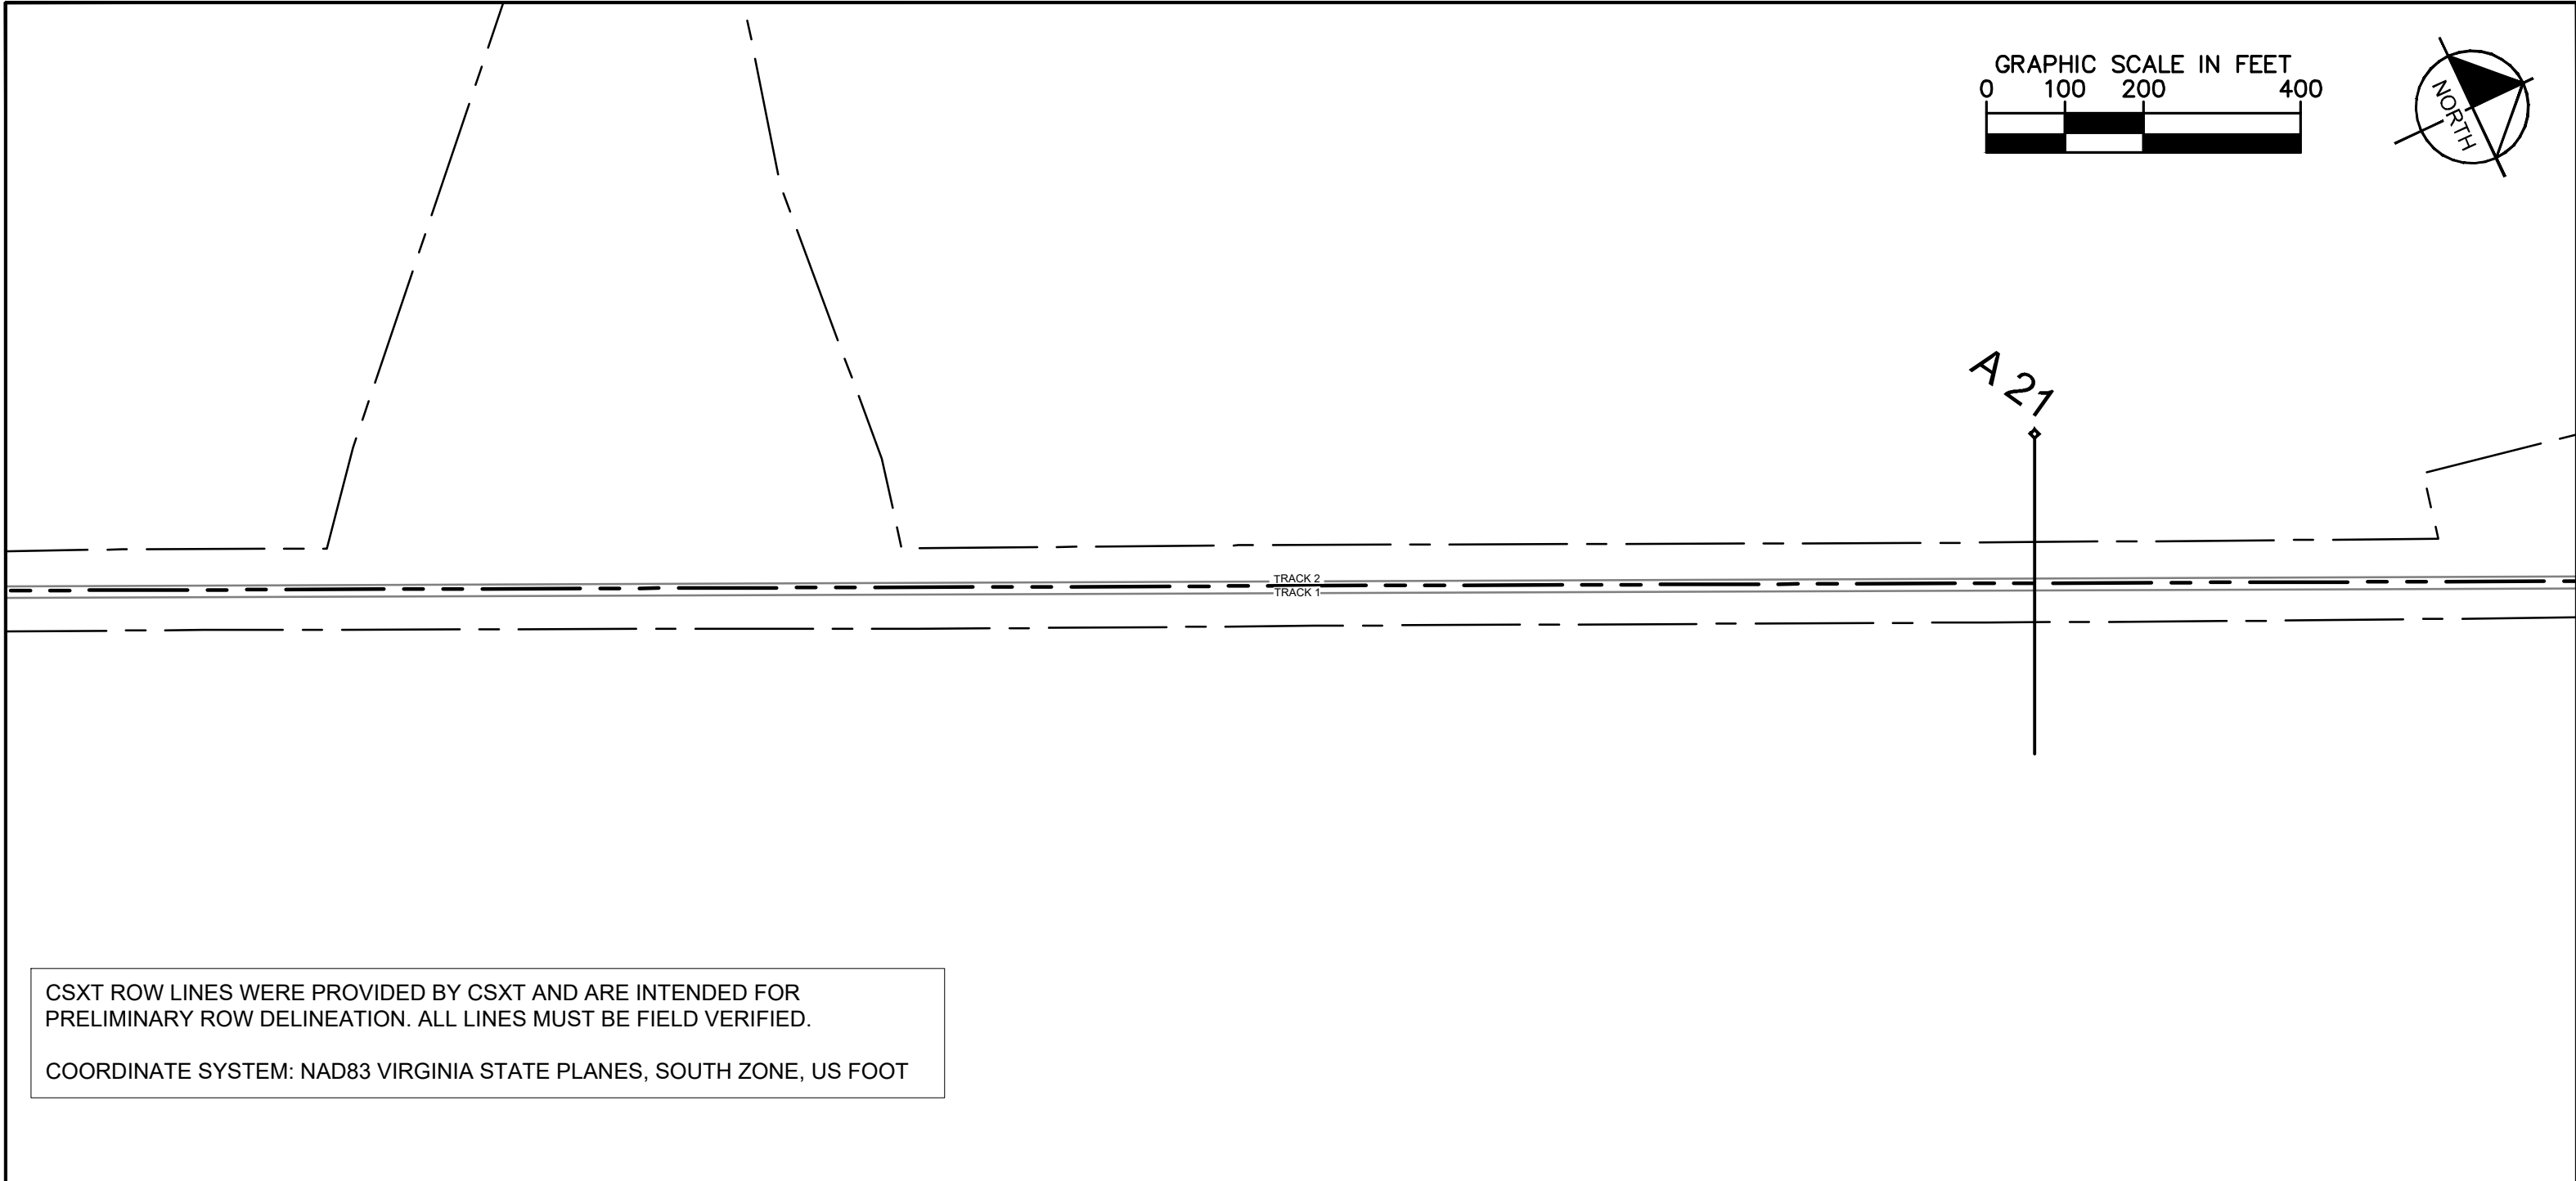 GRAPHIC SCALE IN FEET
0 100 200 400
NORTH
A 21
TRACK 2
TRACK 1
CSXT ROW LINES WERE PROVIDED BY CSXT AND ARE INTENDED FOR
PRELIMINARY ROW DELINEATION. ALL LINES MUST BE FIELD VERIFIED.
COORDINATE SYSTEM: NAD83 VIRGINIA STATE PLANES, SOUTH ZONE, US FOOT